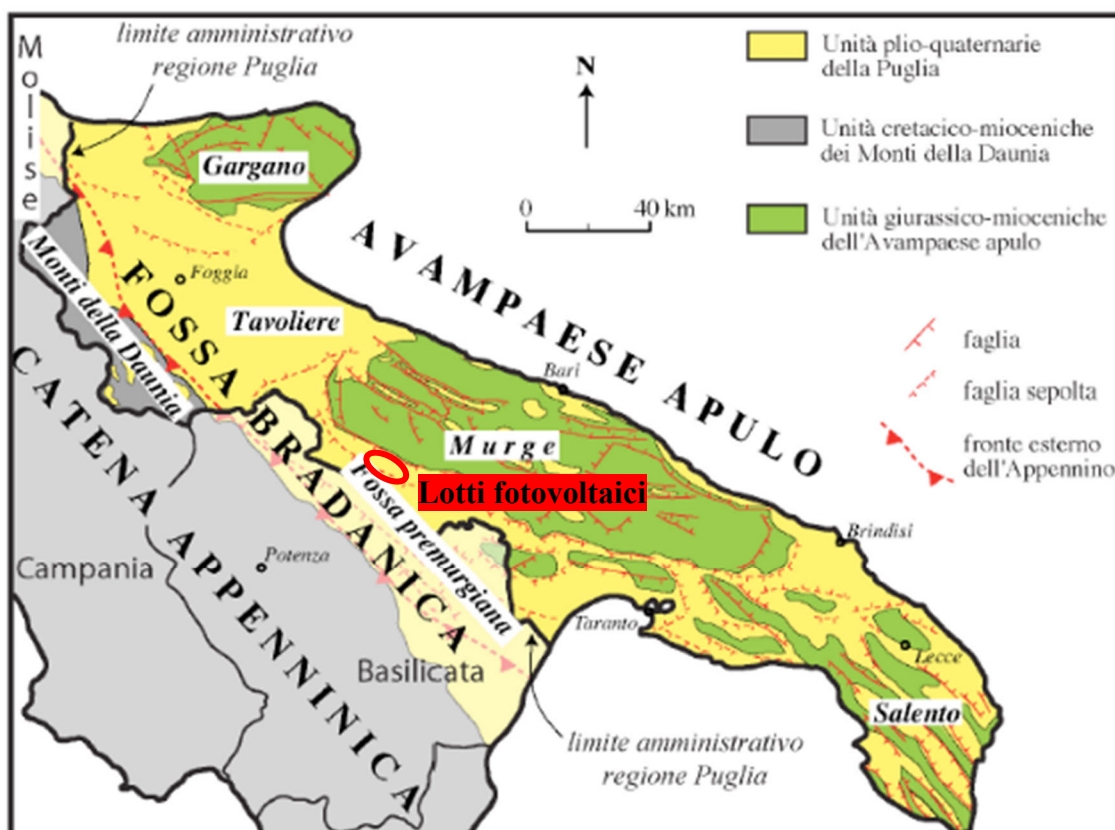 Molise
limite amministrativo
regione Puglia
Gargano
Foggia
Monti della Daunia
FOSSA BRADANICA
Tavoliere
AVAMPAESE APULO
CATENA APPENNINICA
Bari
Murge
Lotti fotovoltaici
Fossa premurgiana
Potenza
Campania
Basilicata
Brindisi
Taranto
Lecce
Salento
limite amministrativo
regione Puglia
N
0 40 km
Unità plio-quaternarie
della Puglia
Unità cretacico-mioceniche
dei Monti della Daunia
Unità giurassico-mioceniche
dell'Avampaese apulo
faglia
faglia sepolta
fronte esterno
dell'Appennino